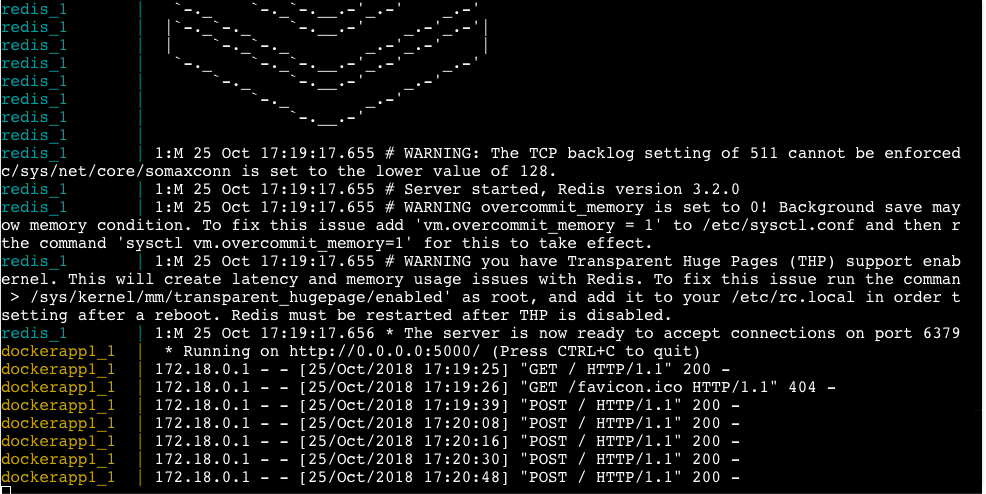 redis_1       |    `-._    `-._`-.__.-'_.-'    _.-'
redis_1       |   |`-._`-._    `-.__.-'    _.-'_.-'|
redis_1       |   |    `-._`-._        _.-'_.-'    |
redis_1       |    `-._    `-._`-.__.-'_.-'    _.-'
redis_1       |        `-._    `-.__.-'    _.-'
redis_1       |            `-._        _.-'
redis_1       |                `-.__.-'
redis_1       |
redis_1       | 1:M 25 Oct 17:19:17.655 # WARNING: The TCP backlog setting of 511 cannot be enforced
c/sys/net/core/somaxconn is set to the lower value of 128.
redis_1       | 1:M 25 Oct 17:19:17.655 # Server started, Redis version 3.2.0
redis_1       | 1:M 25 Oct 17:19:17.655 # WARNING overcommit_memory is set to 0! Background save may
ow memory condition. To fix this issue add 'vm.overcommit_memory = 1' to /etc/sysctl.conf and then r
the command 'sysctl vm.overcommit_memory=1' for this to take effect.
redis_1       | 1:M 25 Oct 17:19:17.655 # WARNING you have Transparent Huge Pages (THP) support enab
ernel. This will create latency and memory usage issues with Redis. To fix this issue run the comman
 > /sys/kernel/mm/transparent_hugepage/enabled' as root, and add it to your /etc/rc.local in order t
setting after a reboot. Redis must be restarted after THP is disabled.
redis_1       | 1:M 25 Oct 17:19:17.656 * The server is now ready to accept connections on port 6379
dockerapp1_1  |  * Running on http://0.0.0.0:5000/ (Press CTRL+C to quit)
dockerapp1_1  | 172.18.0.1 - - [25/Oct/2018 17:19:25] "GET / HTTP/1.1" 200 -
dockerapp1_1  | 172.18.0.1 - - [25/Oct/2018 17:19:26] "GET /favicon.ico HTTP/1.1" 404 -
dockerapp1_1  | 172.18.0.1 - - [25/Oct/2018 17:19:39] "POST / HTTP/1.1" 200 -
dockerapp1_1  | 172.18.0.1 - - [25/Oct/2018 17:20:08] "POST / HTTP/1.1" 200 -
dockerapp1_1  | 172.18.0.1 - - [25/Oct/2018 17:20:16] "POST / HTTP/1.1" 200 -
dockerapp1_1  | 172.18.0.1 - - [25/Oct/2018 17:20:30] "POST / HTTP/1.1" 200 -
dockerapp1_1  | 172.18.0.1 - - [25/Oct/2018 17:20:48] "POST / HTTP/1.1" 200 -